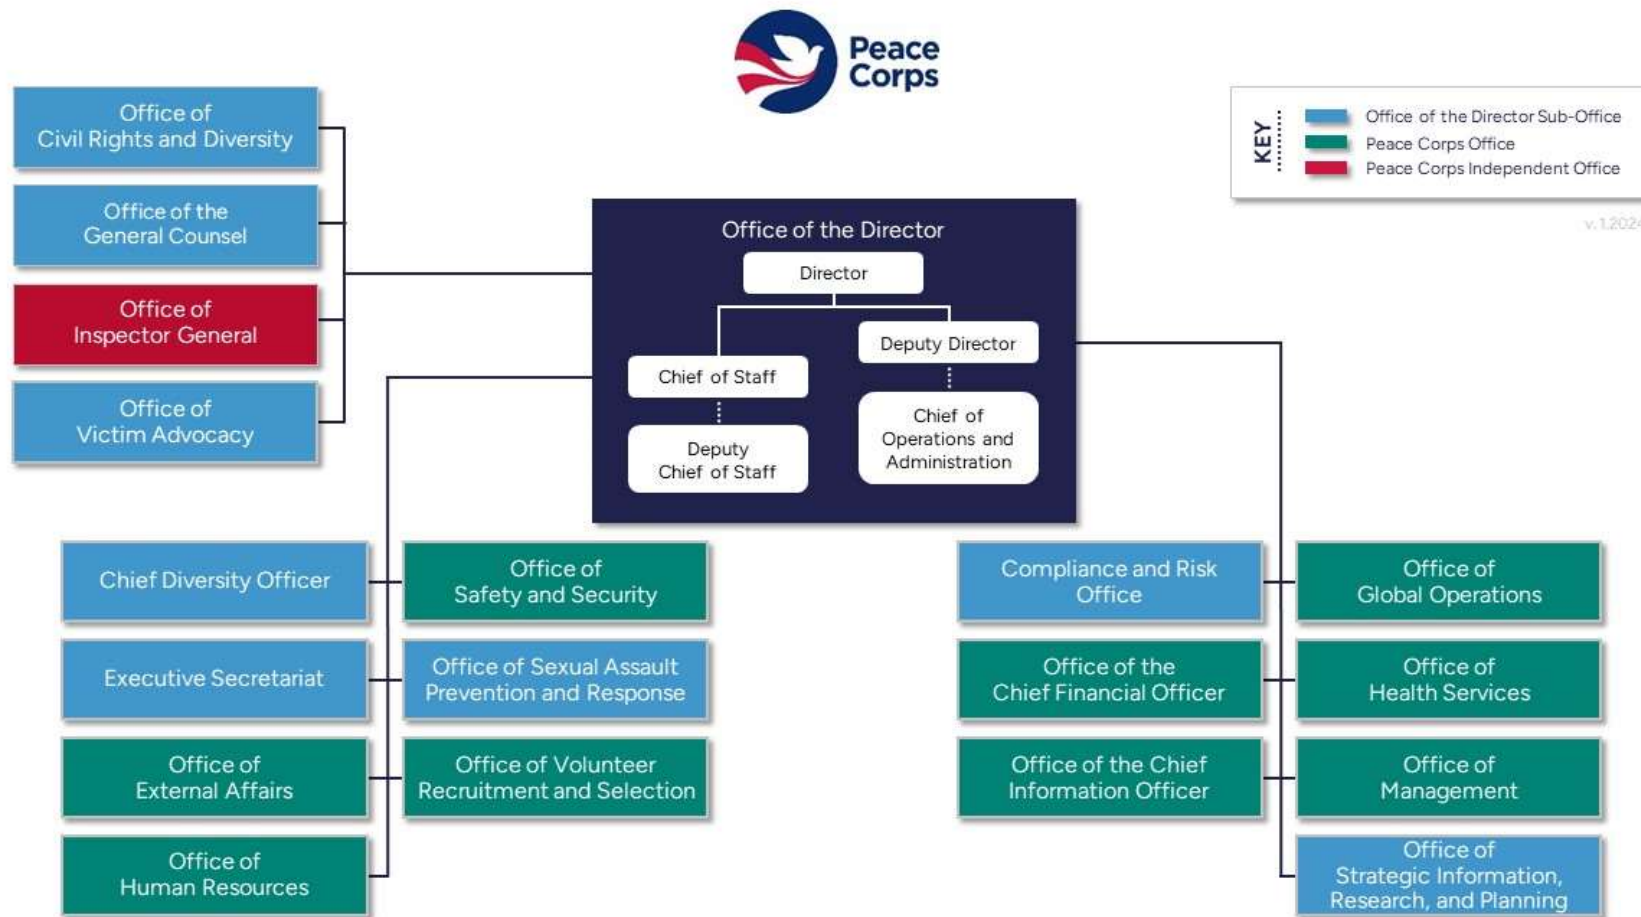 Peace
Corps
Office of
Civil Rights and Diversity
Office of the
General Counsel
Office of
Inspector General
Office of
Victim Advocacy
KEY
Office of the Director Sub-Office
Peace Corps Office
Peace Corps Independent Office
v.1.2024
Office of the Director
Director
Deputy Director
Chief of Staff
Chief of
Operations and
Administration
Deputy
Chief of Staff
Chief Diversity Officer
Office of
Safety and Security
Executive Secretariat
Office of Sexual Assault
Prevention and Response
Office of
External Affairs
Office of Volunteer
Recruitment and Selection
Office of
Human Resources
Compliance and Risk
Office
Office of
Global Operations
Office of the
Chief Financial Officer
Office of
Health Services
Office of the Chief
Information Officer
Office of
Management
Office of
Strategic Information,
Research, and Planning